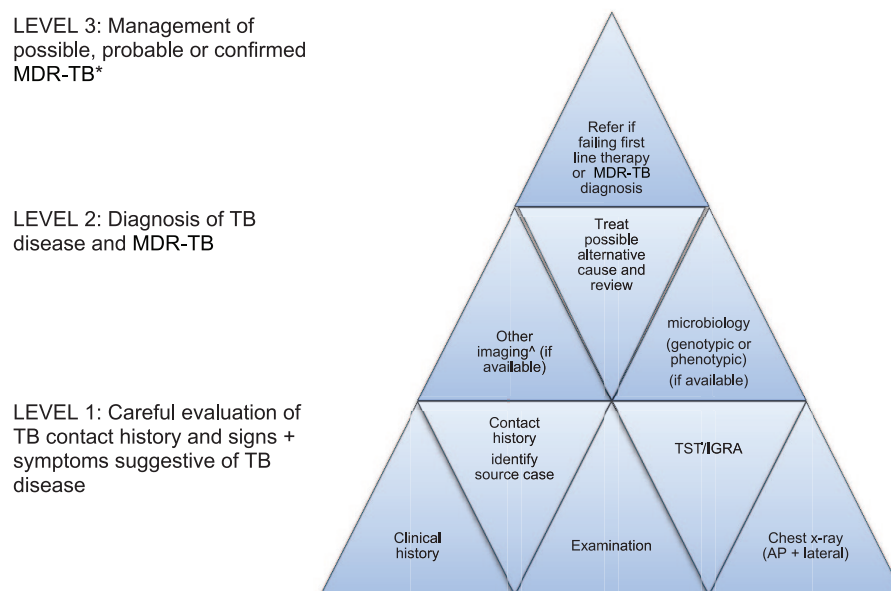 LEVEL 3: Management of
possible, probable or confirmed
MDR-TB*
Refer if
failing first
line therapy
or MDR-TB
diagnosis
LEVEL 2: Diagnosis of TB
disease and MDR-TB
Treat
possible
alternative
cause and
review
Other
imaging^ (if
available)
microbiology
(genotypic or
phenotypic)
(if available)
LEVEL 1: Careful evaluation of
TB contact history and signs +
symptoms suggestive of TB
disease
Clinical
history
Contact
history
identify
source case
Examination
TST/IGRA
Chest x-ray
(AP + lateral)